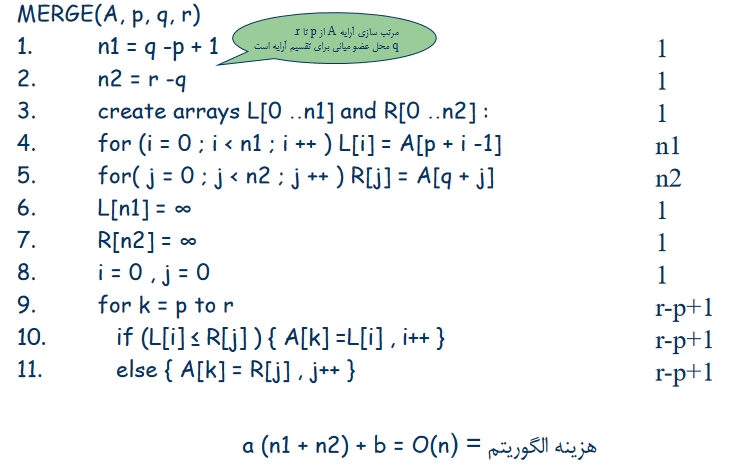 MERGE(A, p, q, r)
مرتب سازی آرایه A از p تا r
q محل عضو میانی برای تقسیم آرایه است
1. n1 = q -p + 1 1
2. n2 = r -q 1
3. create arrays L[0 ..n1] and R[0 ..n2] : 1
4. for (i = 0 ; i < n1 ; i ++ ) L[i] = A[p + i -1] n1
5. for( j = 0 ; j < n2 ; j ++ ) R[j] = A[q + j] n2
6. L[n1] = ∞ 1
7. R[n2] = ∞ 1
8. i = 0 , j = 0 1
9. for k = p to r r-p+1
10. if (L[i] ≤ R[j] ) { A[k] =L[i] , i++ } r-p+1
11. else { A[k] = R[j] , j++ } r-p+1
هزینه الگوریتم = a (n1 + n2) + b = O(n)